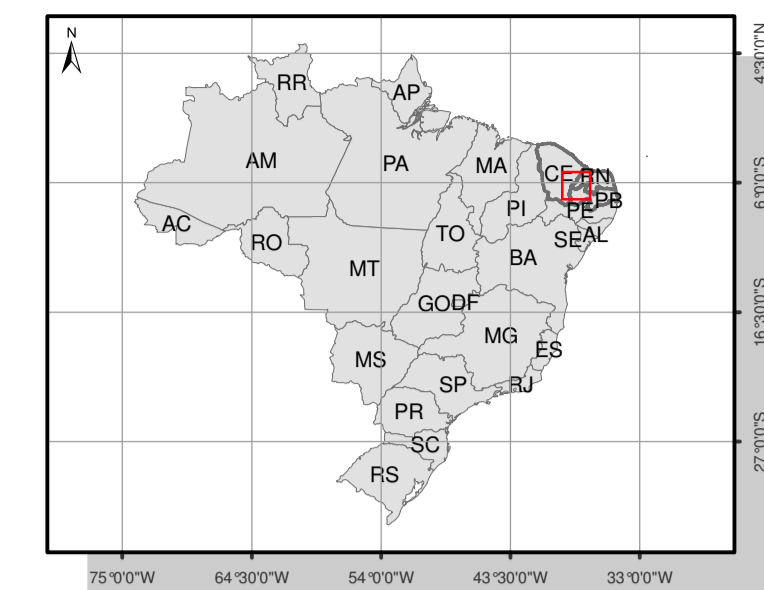 N
4°30'0"N
RR
AP
AM
PA
MA
CE
RN
6°0'0"S
PB
PI
PE
AC
TO
SE
AL
RO
BA
MT
GO
DF
16°30'0"S
MG
ES
MS
SP
RJ
PR
SC
27°0'0"S
RS
75°0'0"W 64°30'0"W 54°0'0"W 43°30'0"W 33°0'0"W